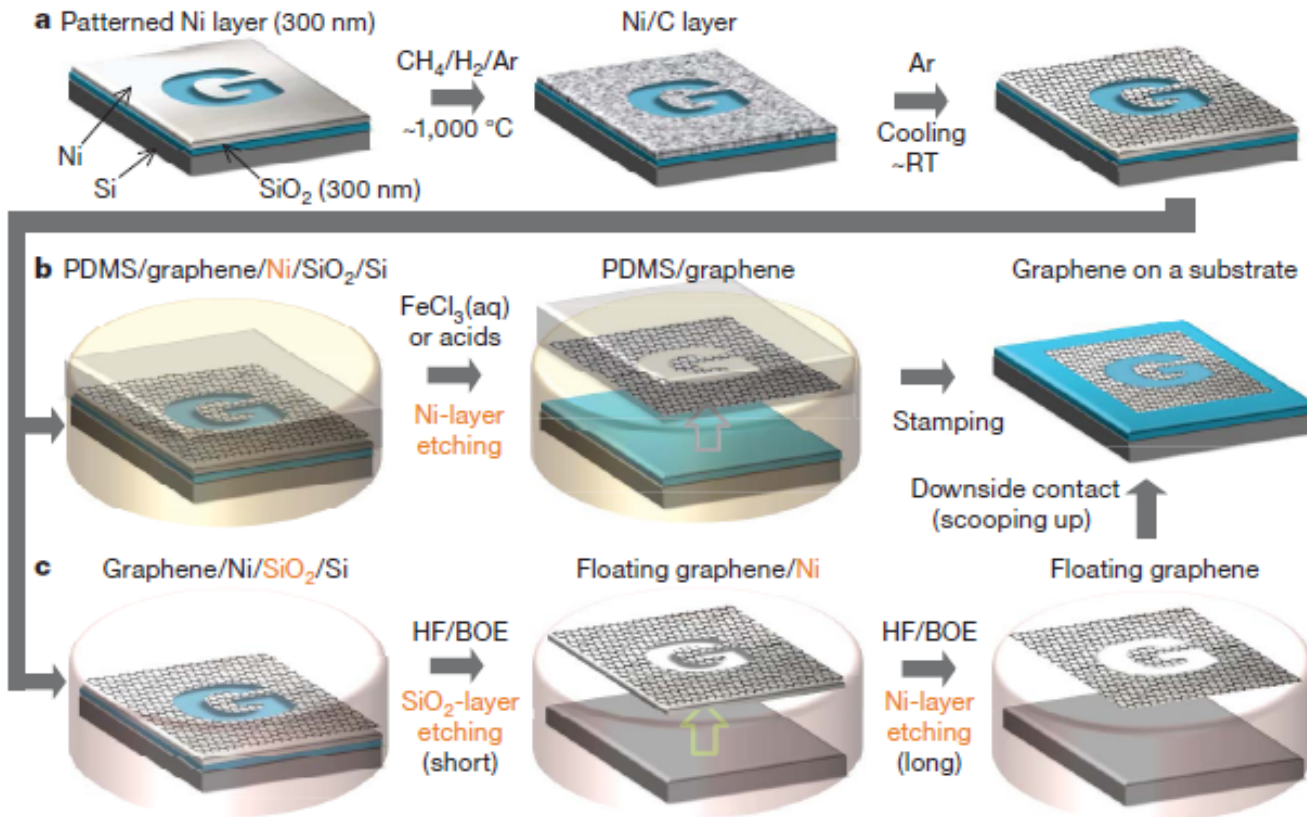 a Patterned Ni layer (300 nm)
Ni/C layer
CH₄/H₂/Ar
~1,000 °C
Ar
Cooling
~RT
Ni
Si
SiO₂ (300 nm)
G
G
G
b PDMS/graphene/Ni/SiO₂/Si
PDMS/graphene
Graphene on a substrate
FeCl₃(aq)
or acids
Ni-layer
etching
Stamping
G
G
G
Downside contact
(scooping up)
c Graphene/Ni/SiO₂/Si
Floating graphene/Ni
Floating graphene
HF/BOE
SiO₂-layer
etching
(short)
HF/BOE
Ni-layer
etching
(long)
G
G
G